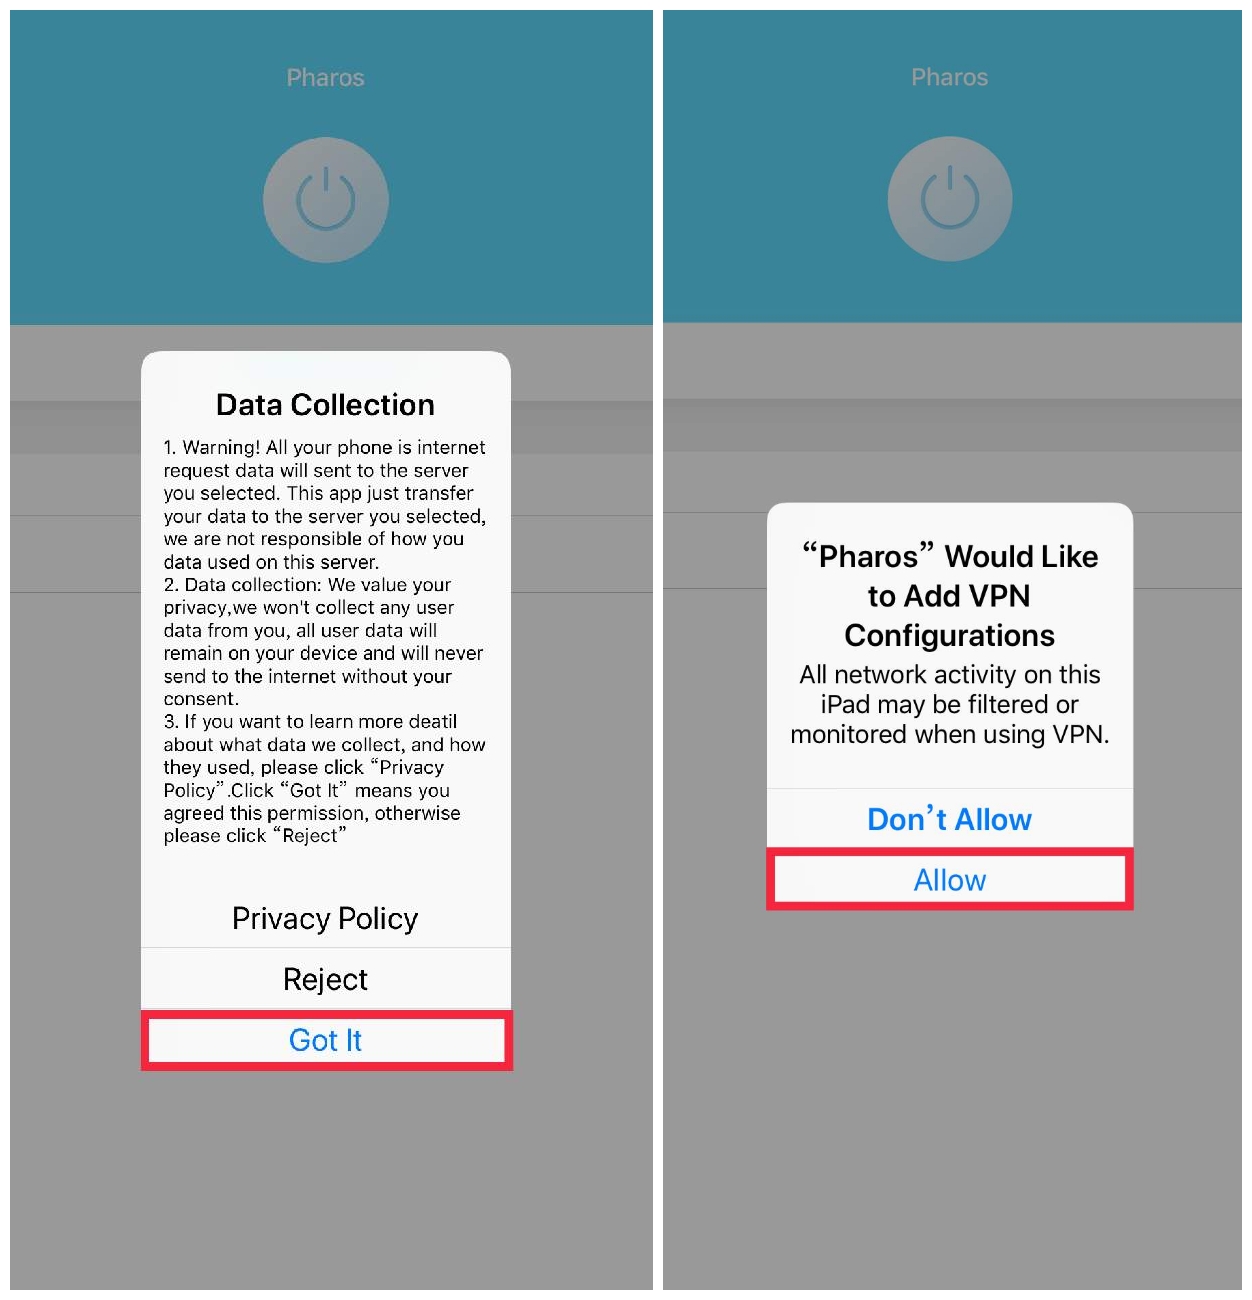 Pharos
Data Collection
1. Warning! All your phone is internet
request data will sent to the server
you selected. This app just transfer
your data to the server you selected,
we are not responsible of how you
data used on this server.
2. Data collection: We value your
privacy,we won't collect any user
data from you, all user data will
remain on your device and will never
send to the internet without your
consent.
3. If you want to learn more deatil
about what data we collect, and how
they used, please click “Privacy
Policy”.Click “Got It” means you
agreed this permission, otherwise
please click “Reject”
Privacy Policy
Reject
Got It
Pharos
“Pharos” Would Like
to Add VPN
Configurations
All network activity on this
iPad may be filtered or
monitored when using VPN.
Don’t Allow
Allow